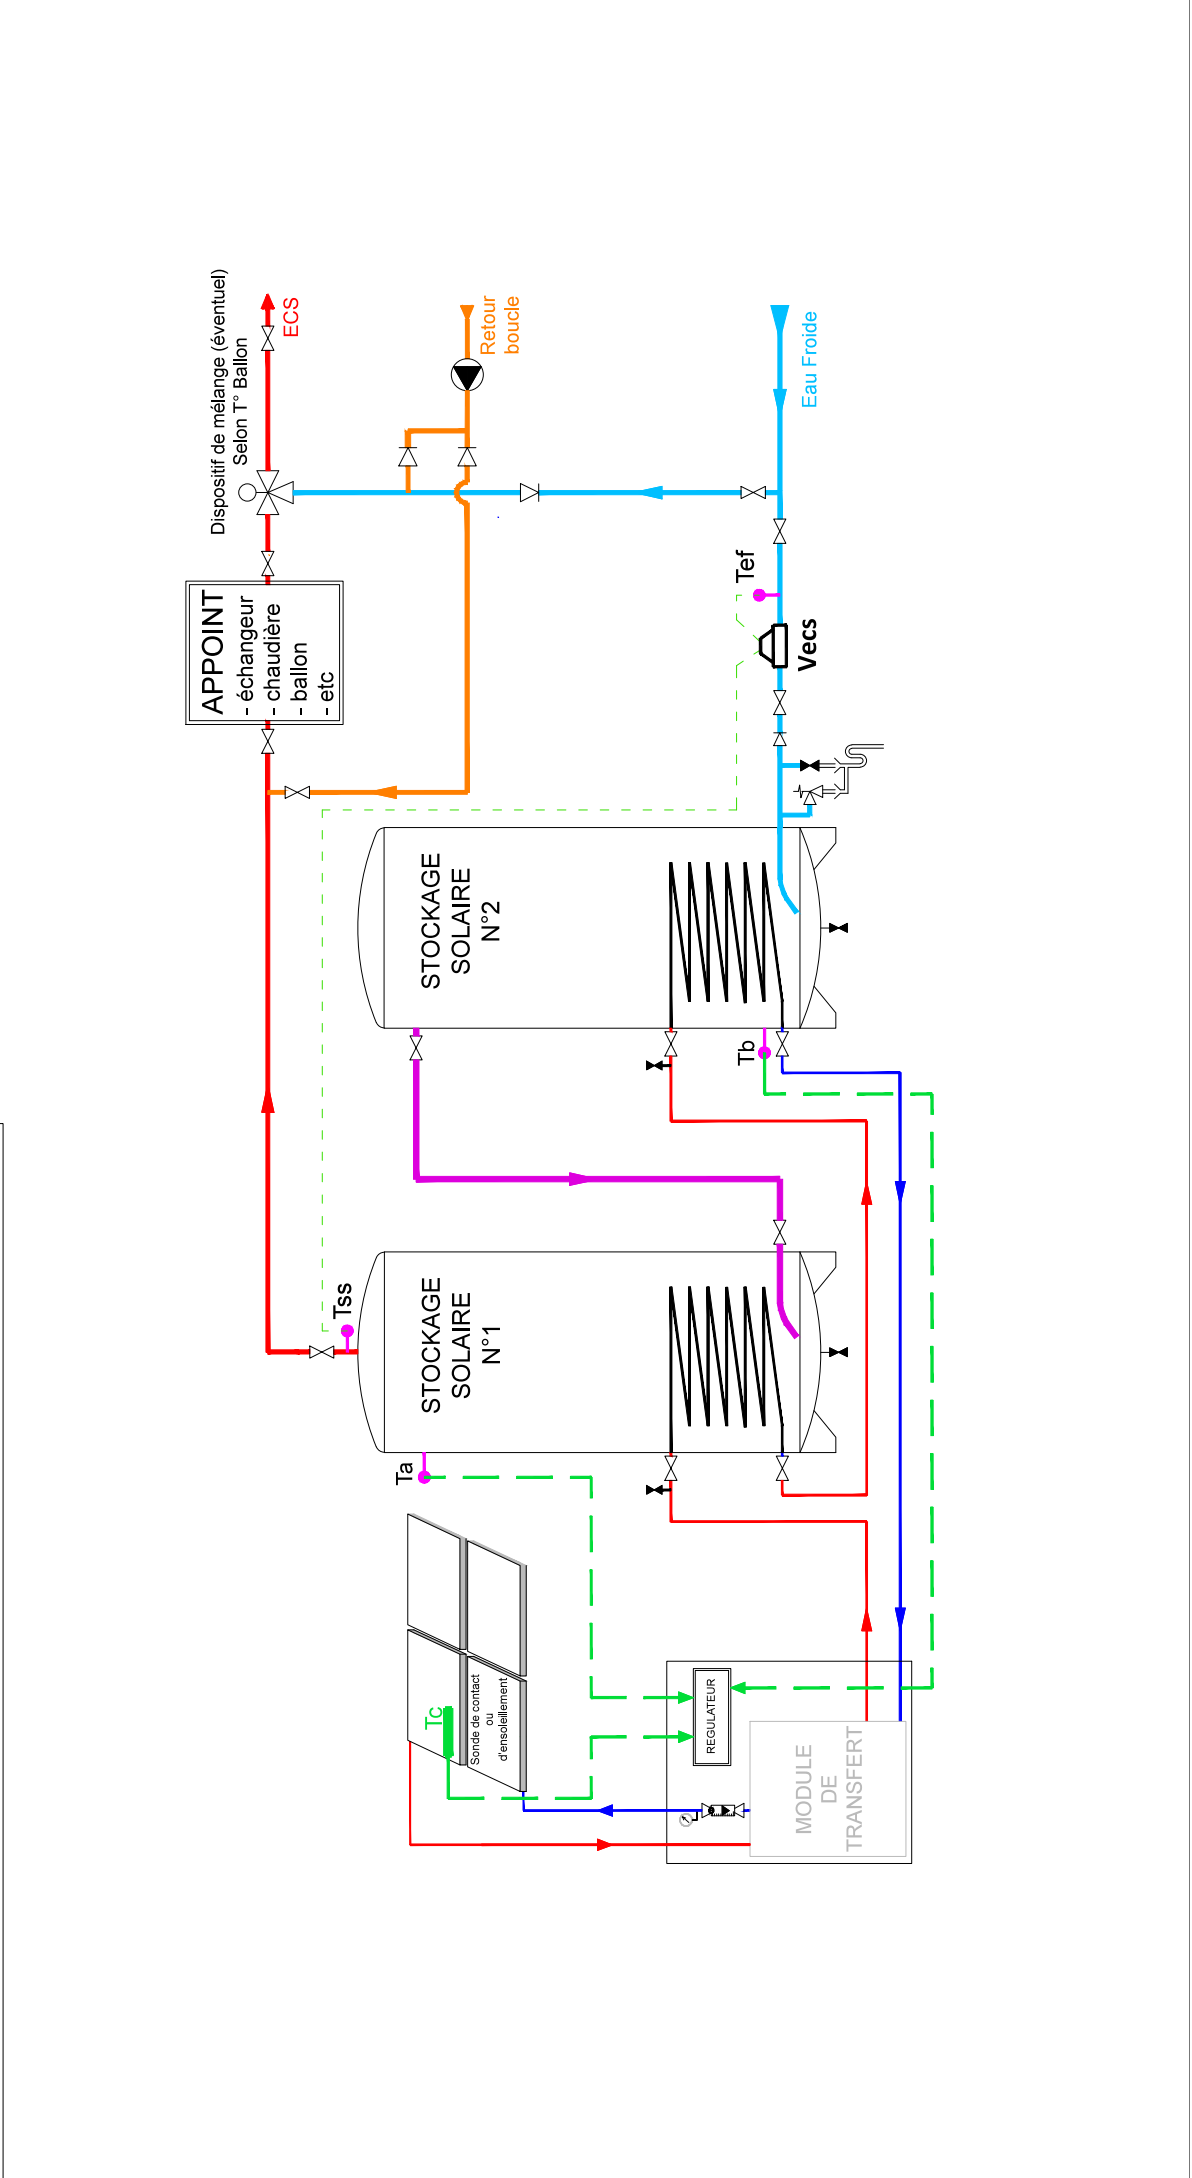 Dispositif de mélange (éventuel)
Selon T° Ballon
ECS
Retour
boucle
Eau Froide
APPOINT
- échangeur
- chaudière
- ballon
- etc
Tef
Vecs
STOCKAGE
SOLAIRE
N°2
Tb
Tss
STOCKAGE
SOLAIRE
N°1
Ta
Tc
Sonde de contact
ou
d'ensoleillement
REGULATEUR
MODULE
DE
TRANSFERT